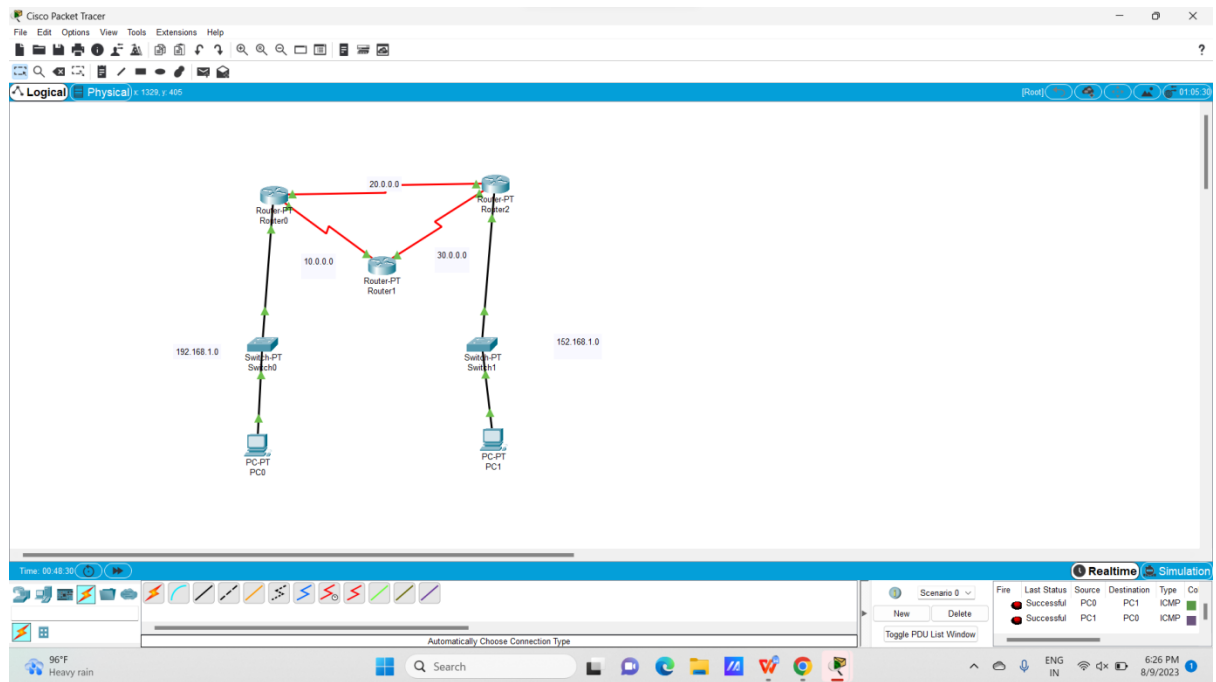 Cisco Packet Tracer
File Edit Options View Tools Extensions Help
?
Logical Physical x: 1329, y: 405 [Root] 01:05:30
20.0.0.0
Router-PT
Router0
Router-PT
Router2
10.0.0.0
30.0.0.0
Router-PT
Router1
192.168.1.0
Switch-PT
Switch0
Switch-PT
Switch1
152.168.1.0
PC-PT
PC0
PC-PT
PC1
Time: 00:48:30 Realtime Simulation
Scenario 0
New Delete
Toggle PDU List Window
Fire Last Status Source Destination Type Co
Successful PC0 PC1 ICMP
Successful PC1 PC0 ICMP
Automatically Choose Connection Type
96°F
Heavy rain
Search
ENG
IN
6:26 PM
8/9/2023
1